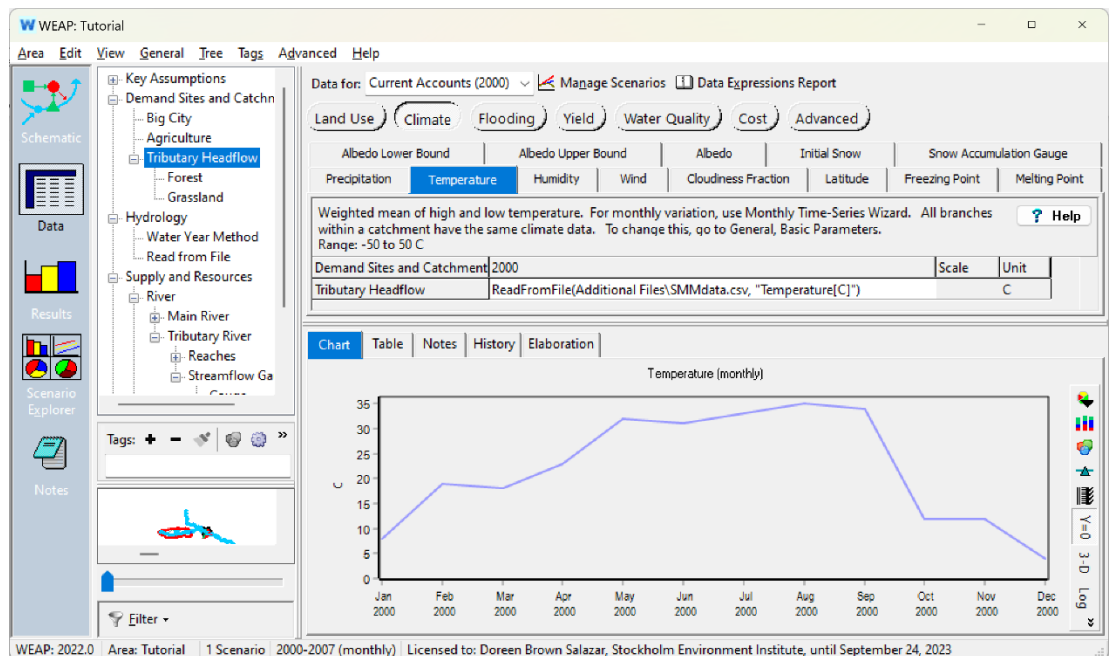 WEAP: Tutorial
Area Edit View General Tree Tags Advanced Help
Schematic
Data
Results
Scenario
Explorer
Notes
Key Assumptions
Demand Sites and Catchn
Big City
Agriculture
Tributary Headflow
Forest
Grassland
Hydrology
Water Year Method
Read from File
Supply and Resources
River
Main River
Tributary River
Reaches
Streamflow Ga
Tags:
Filter
Data for: Current Accounts (2000) Manage Scenarios Data Expressions Report
Land Use Climate Flooding Yield Water Quality Cost Advanced
Albedo Lower Bound Albedo Upper Bound Albedo Initial Snow Snow Accumulation Gauge
Precipitation Temperature Humidity Wind Cloudiness Fraction Latitude Freezing Point Melting Point
Weighted mean of high and low temperature. For monthly variation, use Monthly Time-Series Wizard. All branches
within a catchment have the same climate data. To change this, go to General, Basic Parameters.
Range: -50 to 50 C
? Help
Demand Sites and Catchment 2000 Scale Unit
Tributary Headflow ReadFromFile(Additional Files\SMMdata.csv, "Temperature[C]") C
Chart Table Notes History Elaboration
Temperature (monthly)
35
30
25
20
15
10
5
0
C
Jan Feb Mar Apr May Jun Jul Aug Sep Oct Nov Dec
2000 2000 2000 2000 2000 2000 2000 2000 2000 2000 2000 2000
Y=0
3-D
Log
WEAP: 2022.0 Area: Tutorial 1 Scenario 2000-2007 (monthly) Licensed to: Doreen Brown Salazar, Stockholm Environment Institute, until September 24, 2023